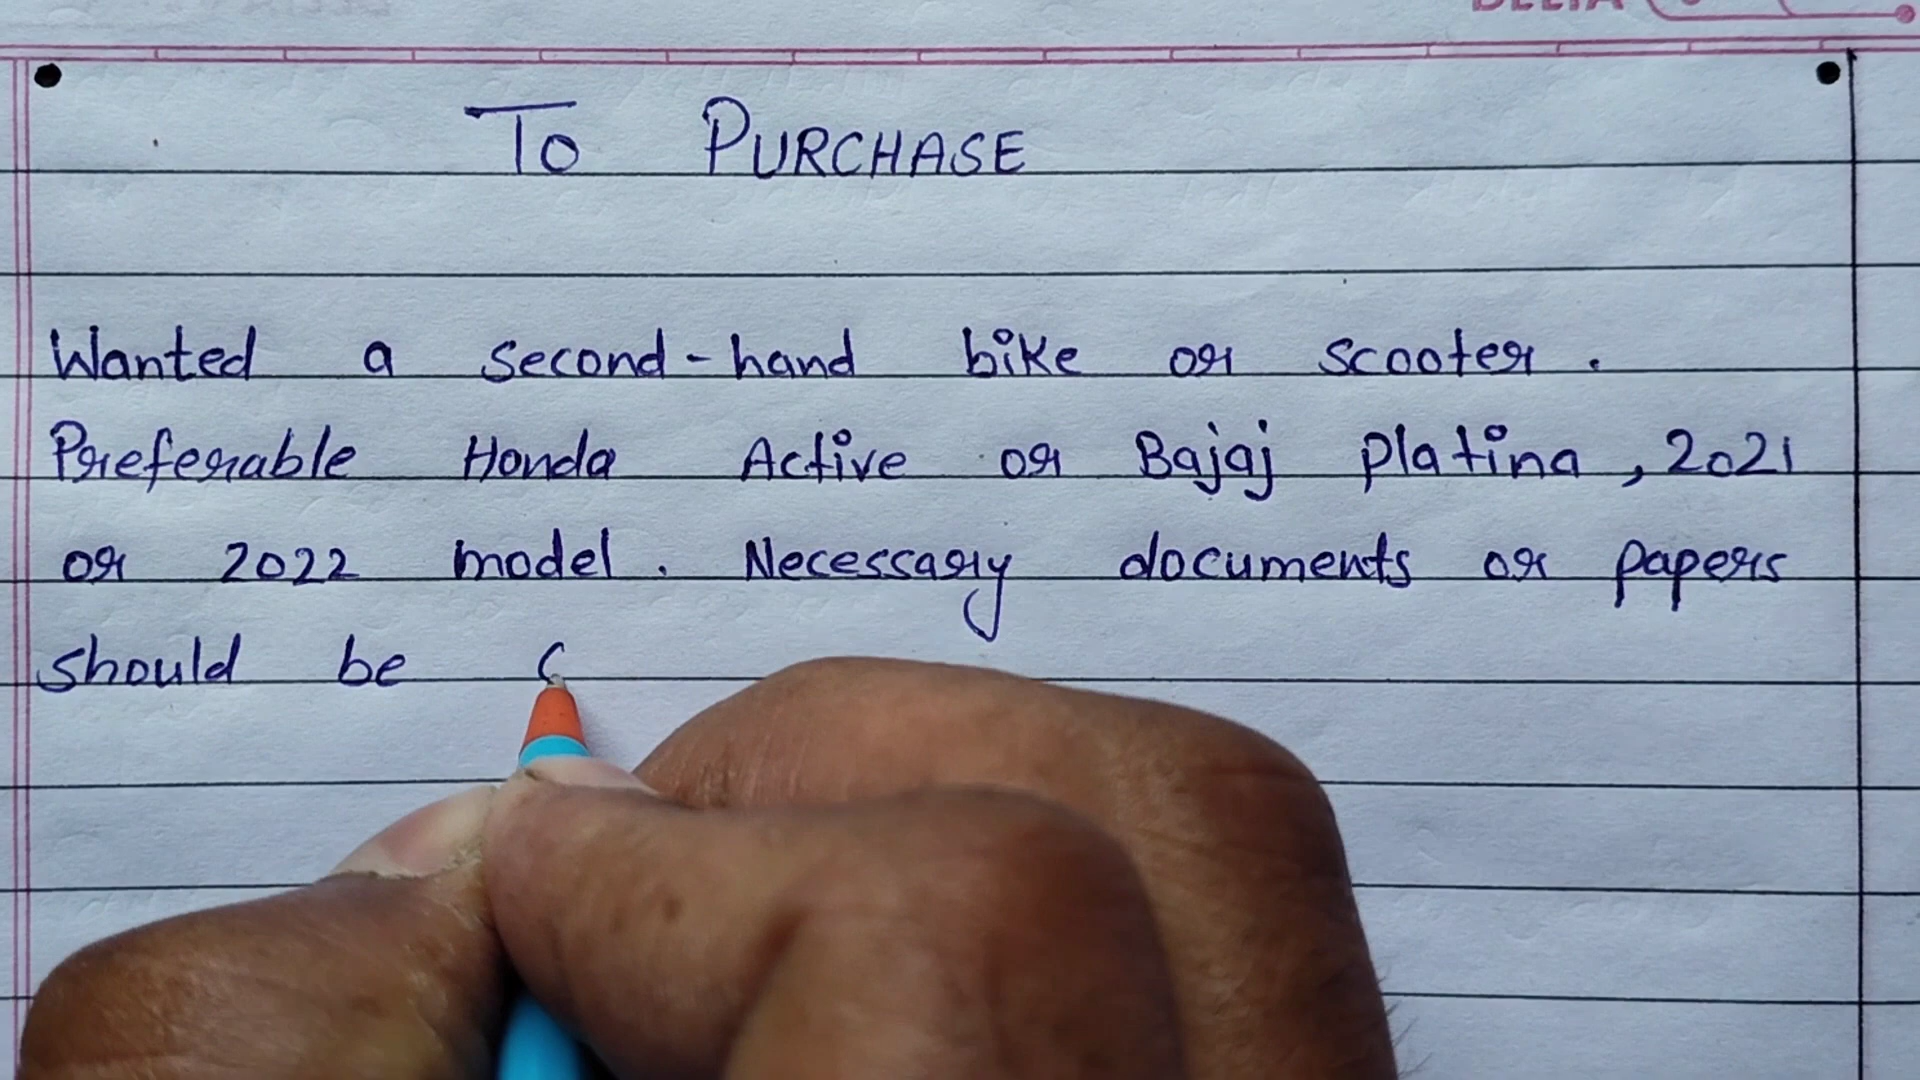 To PURCHASE
Wanted a second-hand bike or scooter.
Preferable Honda Active or Bajaj Platina, 2021
or 2022 model. Necessary documents or papers
should be